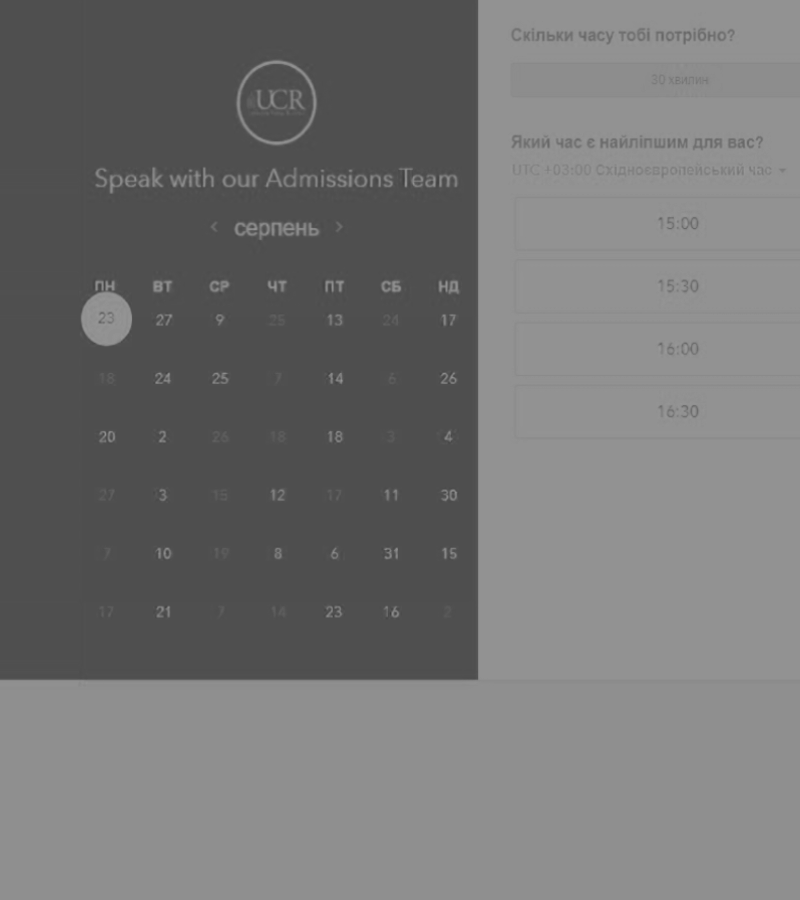 UCR
Speak with our Admissions Team
< серпень >
ПН ВТ СР ЧТ ПТ СБ НД
23 27 9 25 13 24 17
18 24 25 7 14 6 26
20 2 26 18 18 3 4
27 3 15 12 17 11 30
7 10 19 8 6 31 15
17 21 7 14 23 16 2
Скільки часу тобі потрібно?
30 хвилин
Який час є найліпшим для вас?
UTC +03:00 Східноєвропейський час
15:00
15:30
16:00
16:30